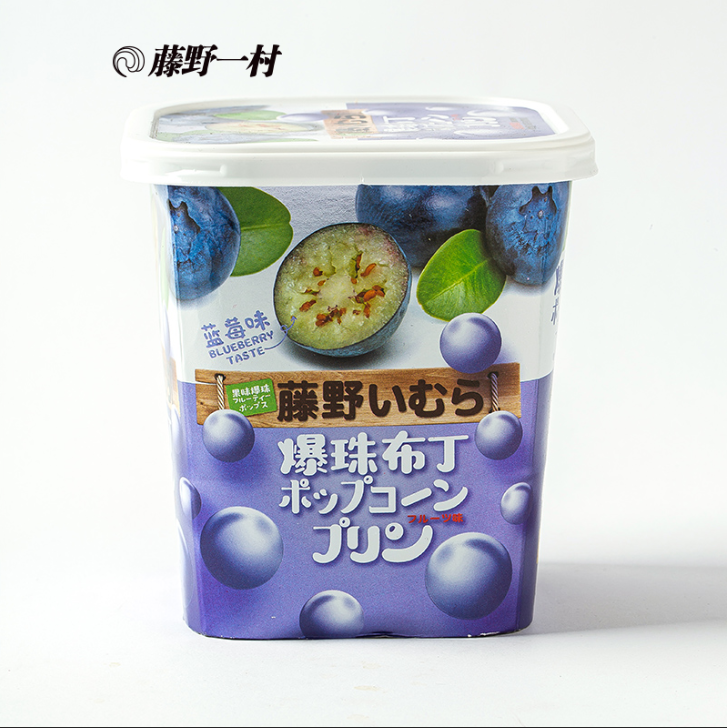 藤野一村
蓝莓味
BLUEBERRY
TASTE
果味爆珠
フルーティー
ポップス
藤野いむら
爆珠布丁
ポップコーン
フルーツ味
プリン